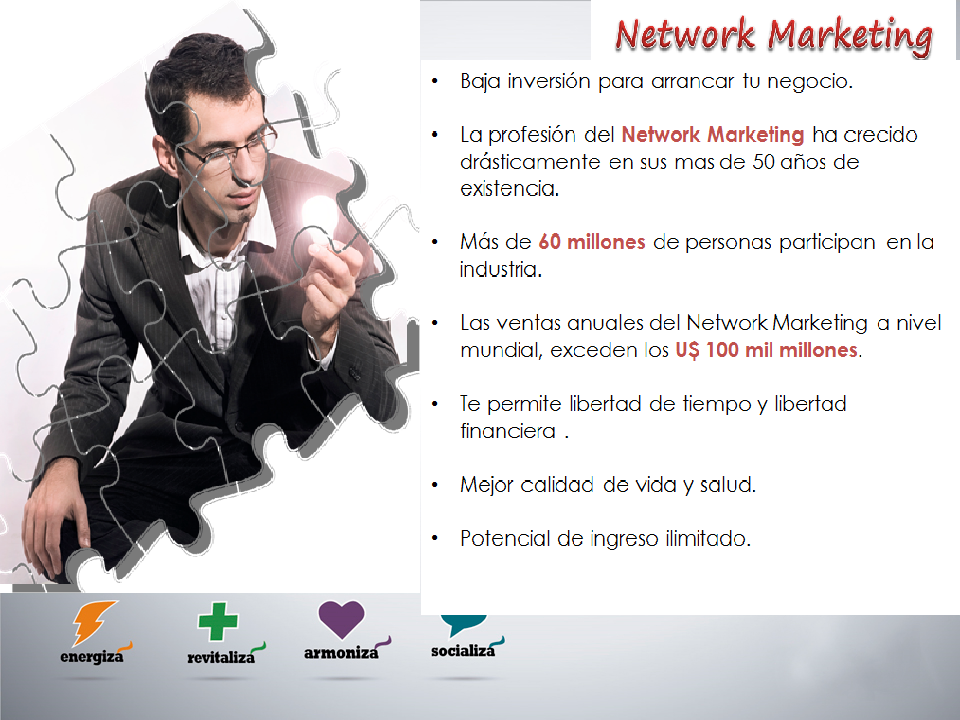 Network Marketing
• Baja inversión para arrancar tu negocio.
• La profesión del Network Marketing ha crecido
drásticamente en sus mas de 50 años de
existencia.
• Más de 60 millones de personas participan en la
industria.
• Las ventas anuales del Network Marketing a nivel
mundial, exceden los U$ 100 mil millones.
• Te permite libertad de tiempo y libertad
financiera .
• Mejor calidad de vida y salud.
• Potencial de ingreso ilimitado.
energiza
revitaliza
armoniza
socializa